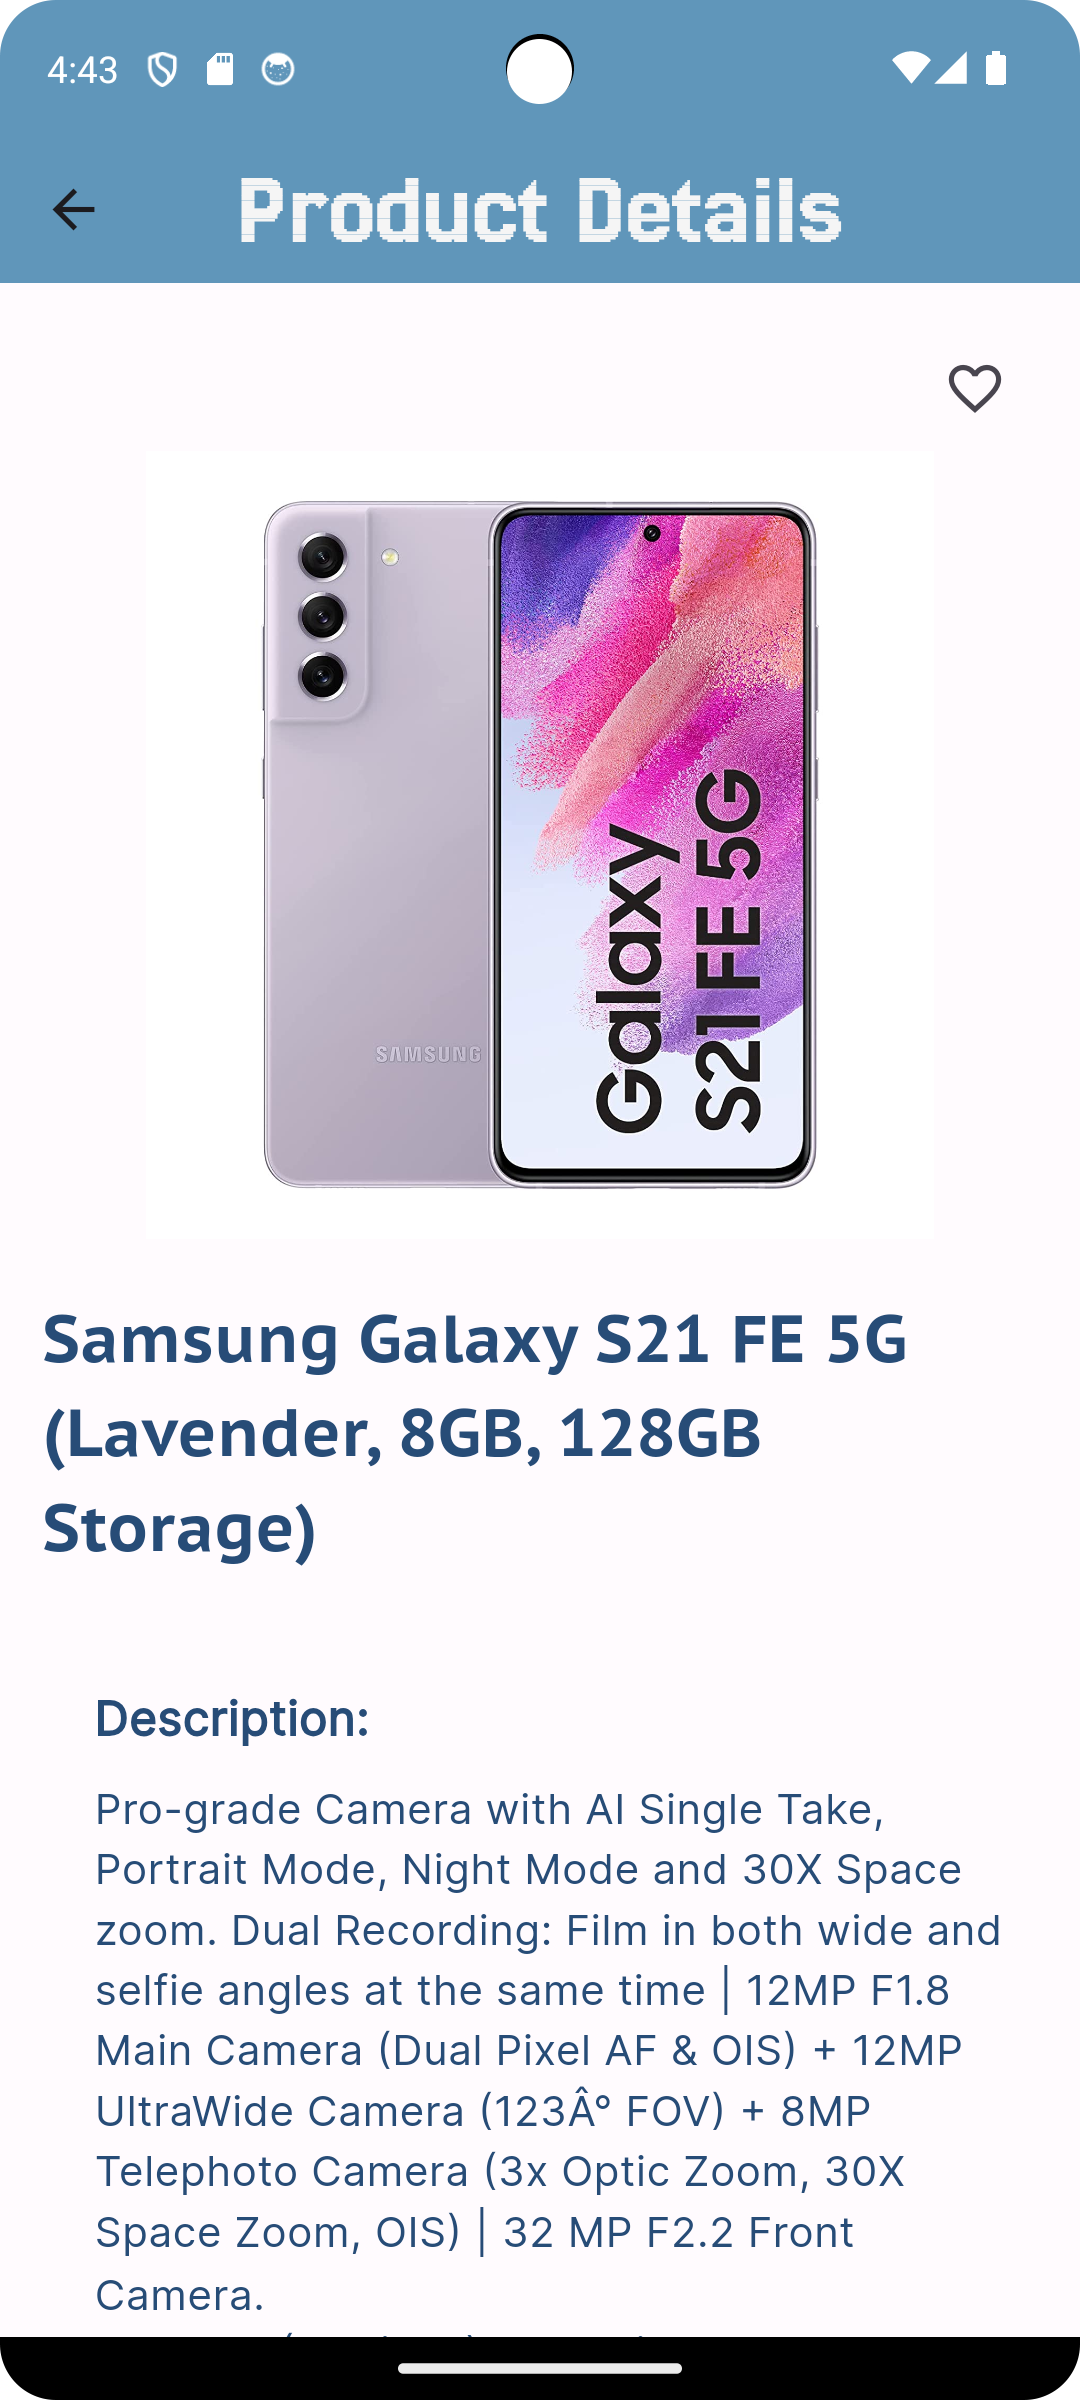 4:43
Product Details
SAMSUNG
Galaxy
S21 FE 5G
Samsung Galaxy S21 FE 5G
(Lavender, 8GB, 128GB
Storage)
Description:
Pro-grade Camera with AI Single Take,
Portrait Mode, Night Mode and 30X Space
zoom. Dual Recording: Film in both wide and
selfie angles at the same time | 12MP F1.8
Main Camera (Dual Pixel AF & OIS) + 12MP
UltraWide Camera (123Â° FOV) + 8MP
Telephoto Camera (3x Optic Zoom, 30X
Space Zoom, OIS) | 32 MP F2.2 Front
Camera.